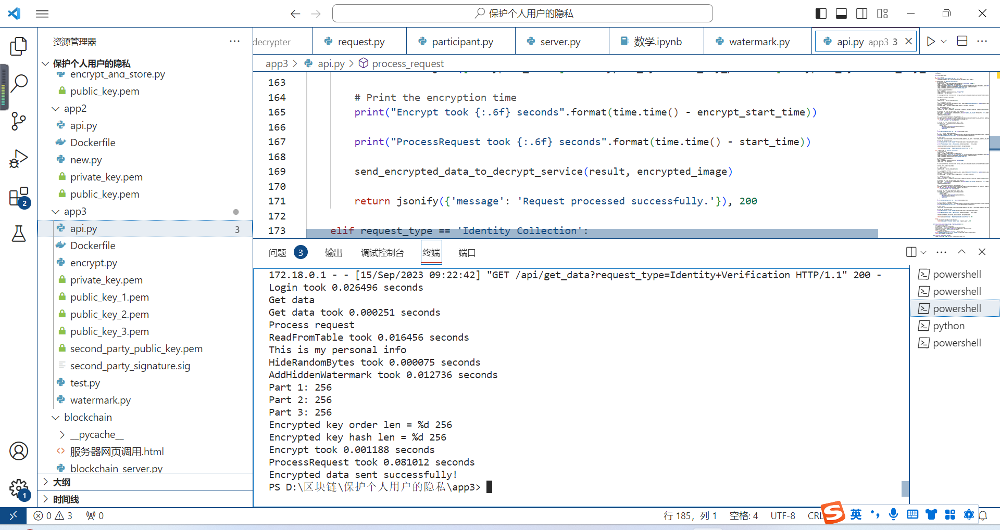 保护个人用户的隐私
资源管理器
decrypter
request.py
participant.py
server.py
数学.ipynb
watermark.py
api.py app3 3
保护个人用户的隐私
encrypt_and_store.py
public_key.pem
app2
api.py
Dockerfile
new.py
private_key.pem
public_key.pem
app3
api.py 3
Dockerfile
encrypt.py
private_key.pem
public_key_1.pem
public_key_2.pem
public_key_3.pem
second_party_public_key.pem
second_party_signature.sig
test.py
watermark.py
blockchain
__pycache__
服务器网页调用.html
blockchain_server.py
大纲
时间线
2
1
app3 > api.py > process_request
163
164 # Print the encryption time
165 print("Encrypt took {:.6f} seconds".format(time.time() - encrypt_start_time))
166
167 print("ProcessRequest took {:.6f} seconds".format(time.time() - start_time))
168
169 send_encrypted_data_to_decrypt_service(result, encrypted_image)
170
171 return jsonify({'message': 'Request processed successfully.'}), 200
172
173 elif request_type == 'Identity Collection':
问题 3 输出 调试控制台 终端 端口
172.18.0.1 - - [15/Sep/2023 09:22:42] "GET /api/get_data?request_type=Identity+Verification HTTP/1.1" 200 -
Login took 0.026496 seconds
Get data
Get data took 0.000251 seconds
Process request
ReadFromTable took 0.016456 seconds
This is my personal info
HideRandomBytes took 0.000075 seconds
AddHiddenWatermark took 0.012736 seconds
Part 1: 256
Part 2: 256
Part 3: 256
Encrypted key order len = %d 256
Encrypted key hash len = %d 256
Encrypt took 0.001188 seconds
ProcessRequest took 0.081012 seconds
Encrypted data sent successfully!
PS D:\区块链\保护个人用户的隐私\app3>
powershell
powershell
powershell
python
powershell
0 3 0
行 185，列 1 空格: 4 UTF-8 CRL
英